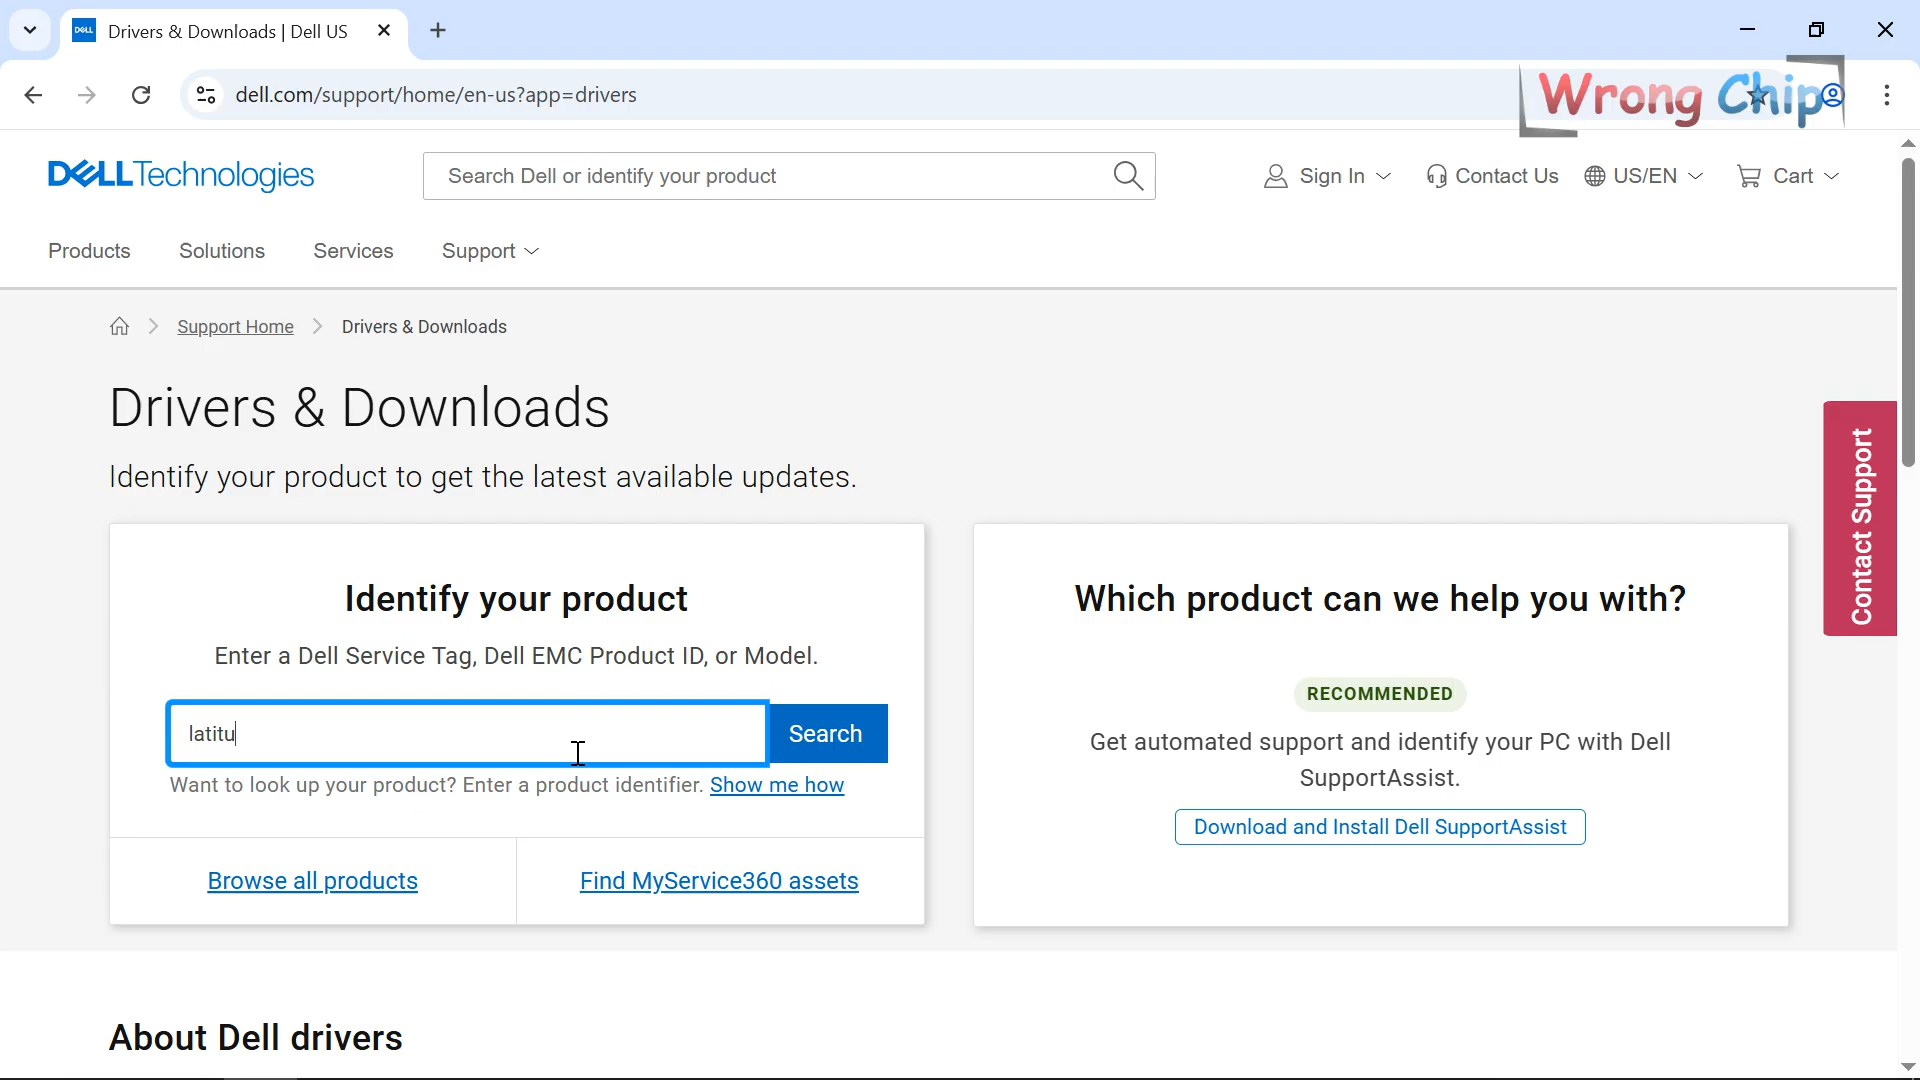 Drivers & Downloads | Dell US
dell.com/support/home/en-us?app=drivers
Wrong Chip
DELL Technologies
Search Dell or identify your product
Sign In
Contact Us
US/EN
Cart
Products
Solutions
Services
Support
Support Home
Drivers & Downloads
Drivers & Downloads
Identify your product to get the latest available updates.
Contact Support
Identify your product
Enter a Dell Service Tag, Dell EMC Product ID, or Model.
latitu
Search
Want to look up your product? Enter a product identifier. Show me how
Browse all products
Find MyService360 assets
Which product can we help you with?
RECOMMENDED
Get automated support and identify your PC with Dell
SupportAssist.
Download and Install Dell SupportAssist
About Dell drivers